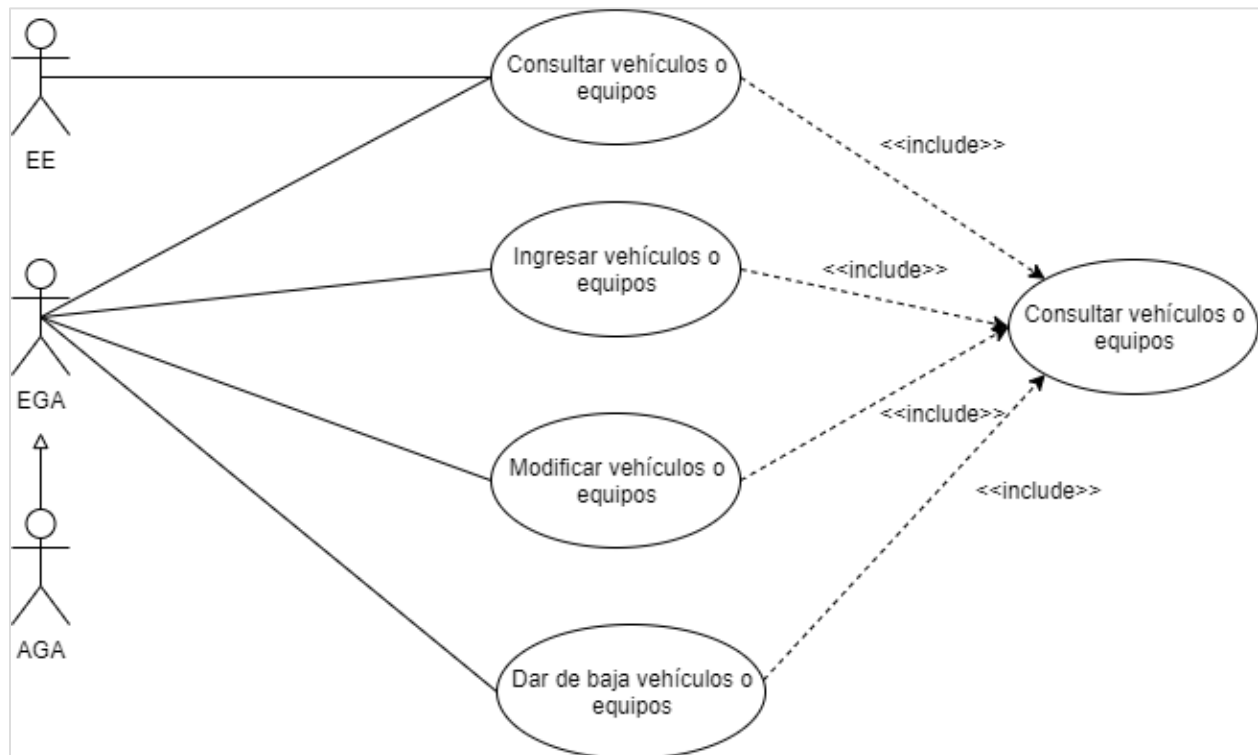 Consultar vehículos o
equipos
EE
<<include>>
Ingresar vehículos o
equipos
<<include>>
Consultar vehículos o
equipos
EGA
<<include>>
Modificar vehículos o
equipos
<<include>>
AGA
Dar de baja vehículos o
equipos